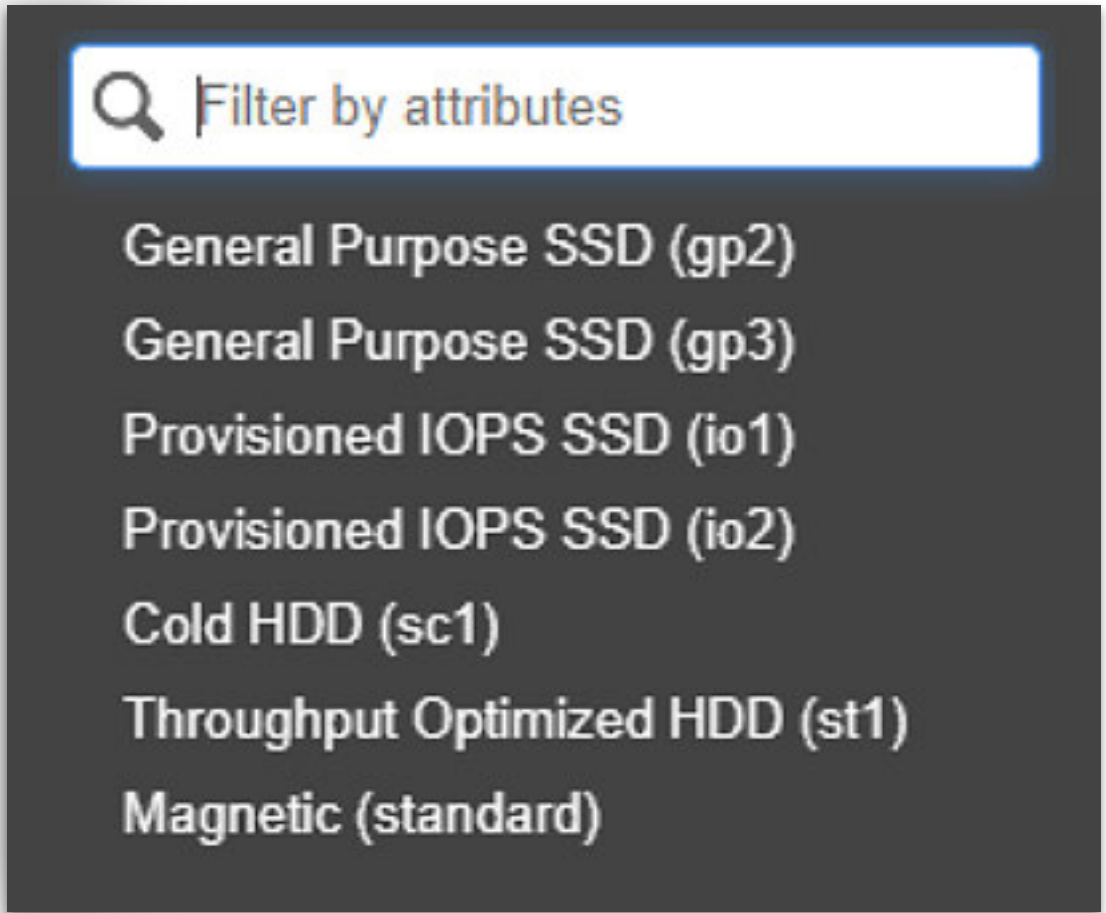 Filter by attributes
General Purpose SSD (gp2)
General Purpose SSD (gp3)
Provisioned IOPS SSD (io1)
Provisioned IOPS SSD (io2)
Cold HDD (sc1)
Throughput Optimized HDD (st1)
Magnetic (standard)